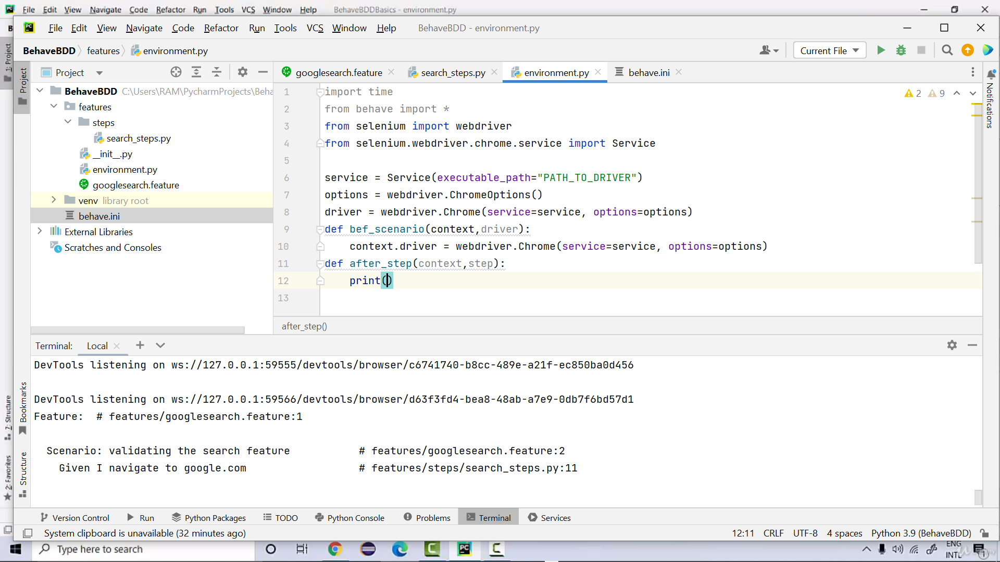 File Edit View Navigate Code Refactor Run Tools VCS Window Help BehaveBDDBasics - environment.py
File Edit View Navigate Code Refactor Run Tools VCS Window Help BehaveBDD - environment.py
BehaveBDD features environment.py Current File
Project googlesearch.feature search_steps.py environment.py behave.ini
BehaveBDD C:\Users\RAM\PycharmProjects\Beha
features
steps
search_steps.py
__init__.py
environment.py
googlesearch.feature
venv library root
behave.ini
External Libraries
Scratches and Consoles
2 9
1 import time
2 from behave import *
3 from selenium import webdriver
4 from selenium.webdriver.chrome.service import Service
5
6 service = Service(executable_path="PATH_TO_DRIVER")
7 options = webdriver.ChromeOptions()
8 driver = webdriver.Chrome(service=service, options=options)
9 def bef_scenario(context,driver):
10 context.driver = webdriver.Chrome(service=service, options=options)
11 def after_step(context,step):
12 print()
13
after_step()
1: Project
Project
Notifications
Terminal: Local
DevTools listening on ws://127.0.0.1:59555/devtools/browser/c6741740-b8cc-489e-a21f-ec850ba0d456
DevTools listening on ws://127.0.0.1:59566/devtools/browser/d63f3fd4-bea8-48ab-a7e9-0db7f6bd57d1
Feature: # features/googlesearch.feature:1
Scenario: validating the search feature # features/googlesearch.feature:2
Given I navigate to google.com # features/steps/search_steps.py:11
7: Structure
2: Favorites
Bookmarks
Structure
Version Control Run Python Packages TODO Python Console Problems Terminal Services
System clipboard is unavailable (32 minutes ago) 12:11 CRLF UTF-8 4 spaces Python 3.9 (BehaveBDD)
Type here to search
ENG
INTL